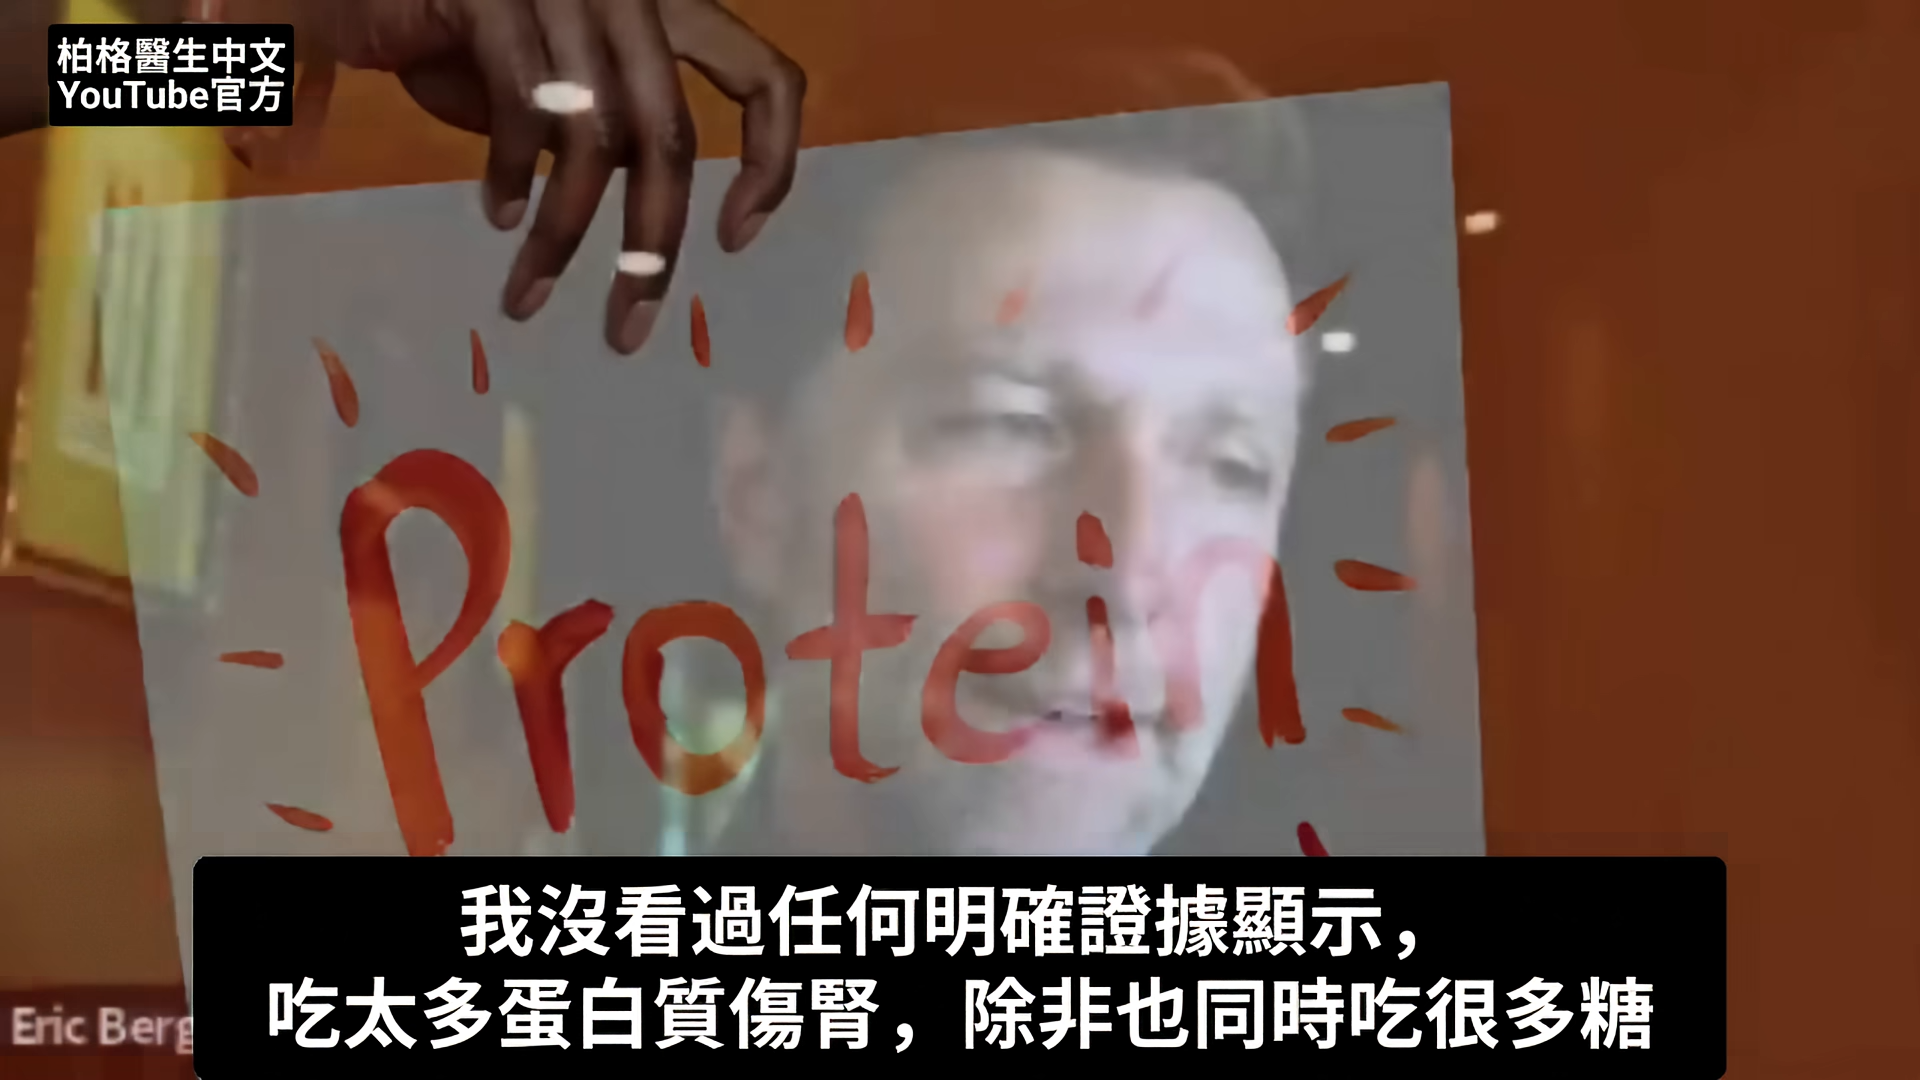 柏格醫生中文
YouTube官方
Protein
我沒看過任何明確證據顯示，
吃太多蛋白質傷腎，除非也同時吃很多糖
Eric Berg